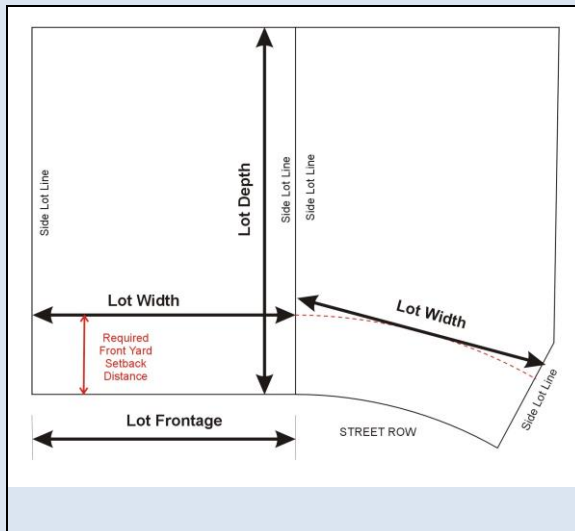 Side Lot Line
Lot Depth
Side Lot Line
Side Lot Line
Lot Width
Lot Width
Required
Front Yard
Setback
Distance
Side Lot Line
Lot Frontage
STREET ROW